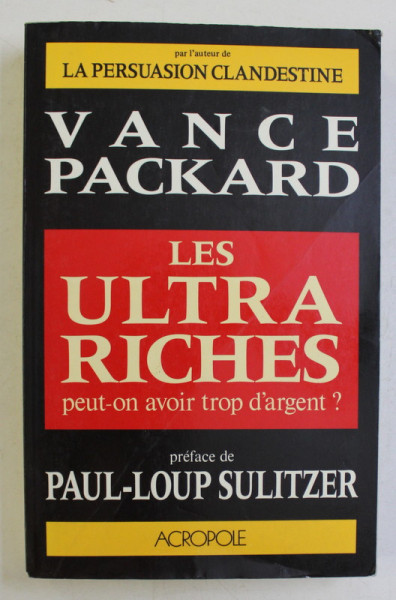 par l'auteur de
LA PERSUASION CLANDESTINE
VANCE
PACKARD
LES
ULTRA
RICHES
peut-on avoir trop d'argent ?
préface de
PAUL-LOUP SULITZER
ACROPOLE